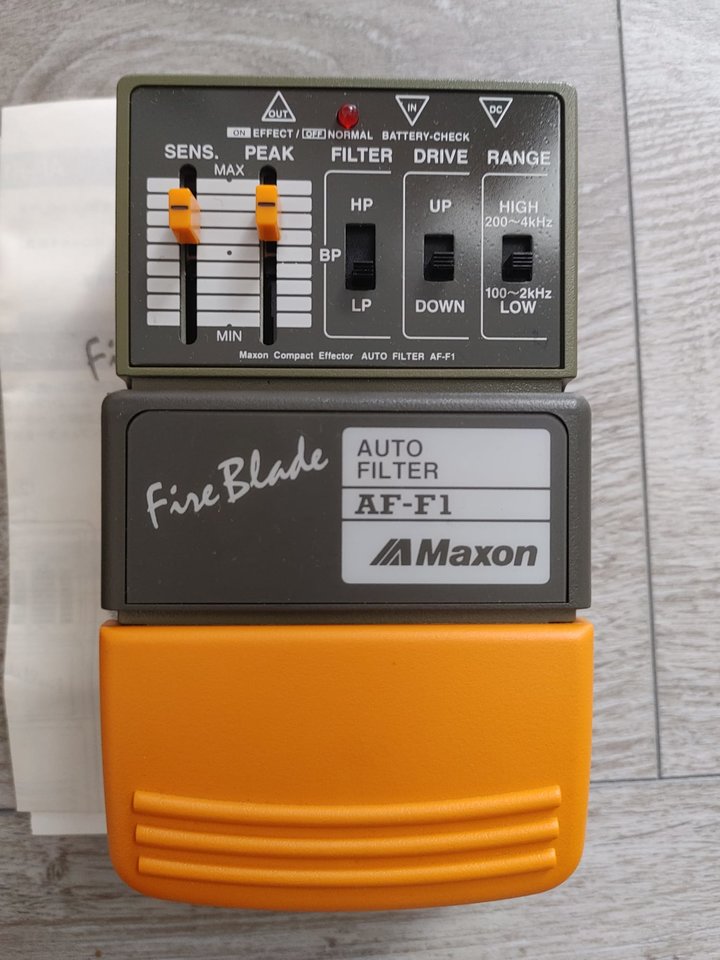 OUT IN DC
ON EFFECT / OFF NORMAL BATTERY-CHECK
SENS. PEAK FILTER DRIVE RANGE
MAX
HP UP HIGH
200~4kHz
BP
100~2kHz
LP DOWN LOW
MIN
Maxon Compact Effector AUTO FILTER AF-F1
Fire Blade
AUTO
FILTER
AF-F1
Maxon